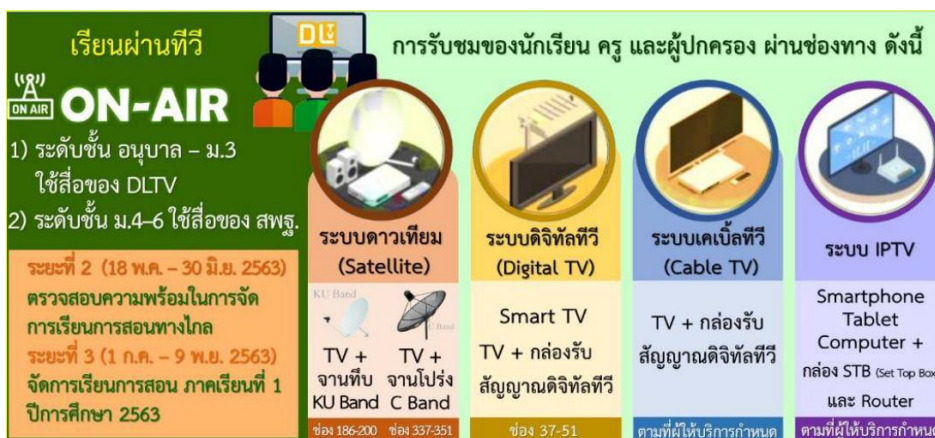 เรียนผ่านทีวี
DLTV
ON AIR
ON-AIR
1) ระดับชั้น อนุบาล – ม.3
ใช้สื่อของ DLTV
2) ระดับชั้น ม.4–6 ใช้สื่อของ สพฐ.
ระยะที่ 2 (18 พ.ค. – 30 มิ.ย. 2563)
ตรวจสอบความพร้อมในการจัด
การเรียนการสอนทางไกล
ระยะที่ 3 (1 ก.ค. – 9 พ.ย. 2563)
จัดการเรียนการสอน ภาคเรียนที่ 1
ปีการศึกษา 2563
การรับชมของนักเรียน ครู และผู้ปกครอง ผ่านช่องทาง ดังนี้
ระบบดาวเทียม
(Satellite)
KU Band
TV +
จานทึบ
KU Band
ช่อง 186-200
C Band
TV +
จานโปร่ง
C Band
ช่อง 337-351
ระบบดิจิทัลทีวี
(Digital TV)
Smart TV
TV + กล่องรับ
สัญญาณดิจิทัลทีวี
ช่อง 37-51
ระบบเคเบิ้ลทีวี
(Cable TV)
TV + กล่องรับ
สัญญาณดิจิทัลทีวี
ตามที่ผู้ให้บริการกำหนด
ระบบ IPTV
Smartphone
Tablet
Computer +
กล่อง STB (Set Top Box
และ Router
ตามที่ผู้ให้บริการกำหนด